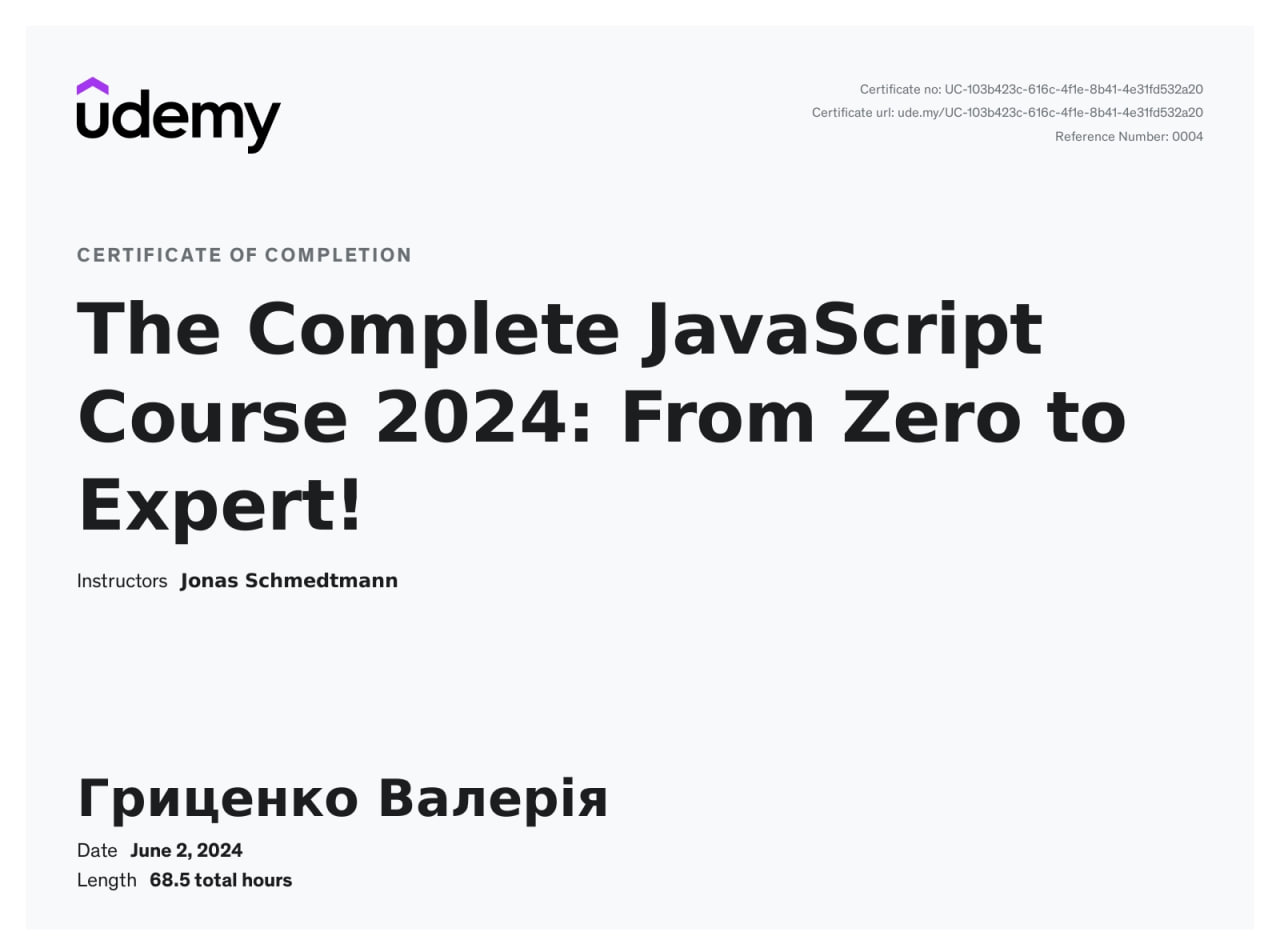 udemy
Certificate no: UC-103b423c-616c-4f1e-8b41-4e31fd532a20
Certificate url: ude.my/UC-103b423c-616c-4f1e-8b41-4e31fd532a20
Reference Number: 0004
CERTIFICATE OF COMPLETION
The Complete JavaScript
Course 2024: From Zero to
Expert!
Instructors Jonas Schmedtmann
Гриценко Валерія
Date June 2, 2024
Length 68.5 total hours